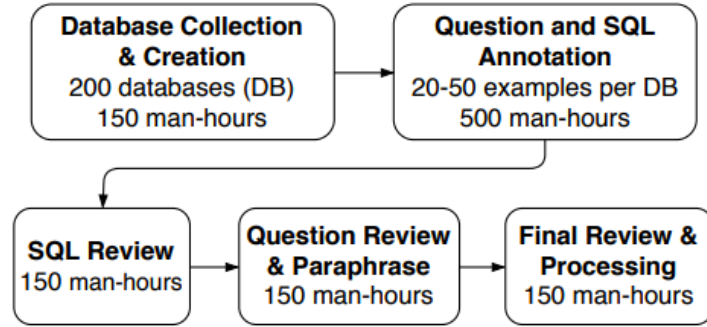 Database Collection
& Creation
200 databases (DB)
150 man-hours
Question and SQL
Annotation
20-50 examples per DB
500 man-hours
SQL Review
150 man-hours
Question Review
& Paraphrase
150 man-hours
Final Review &
Processing
150 man-hours